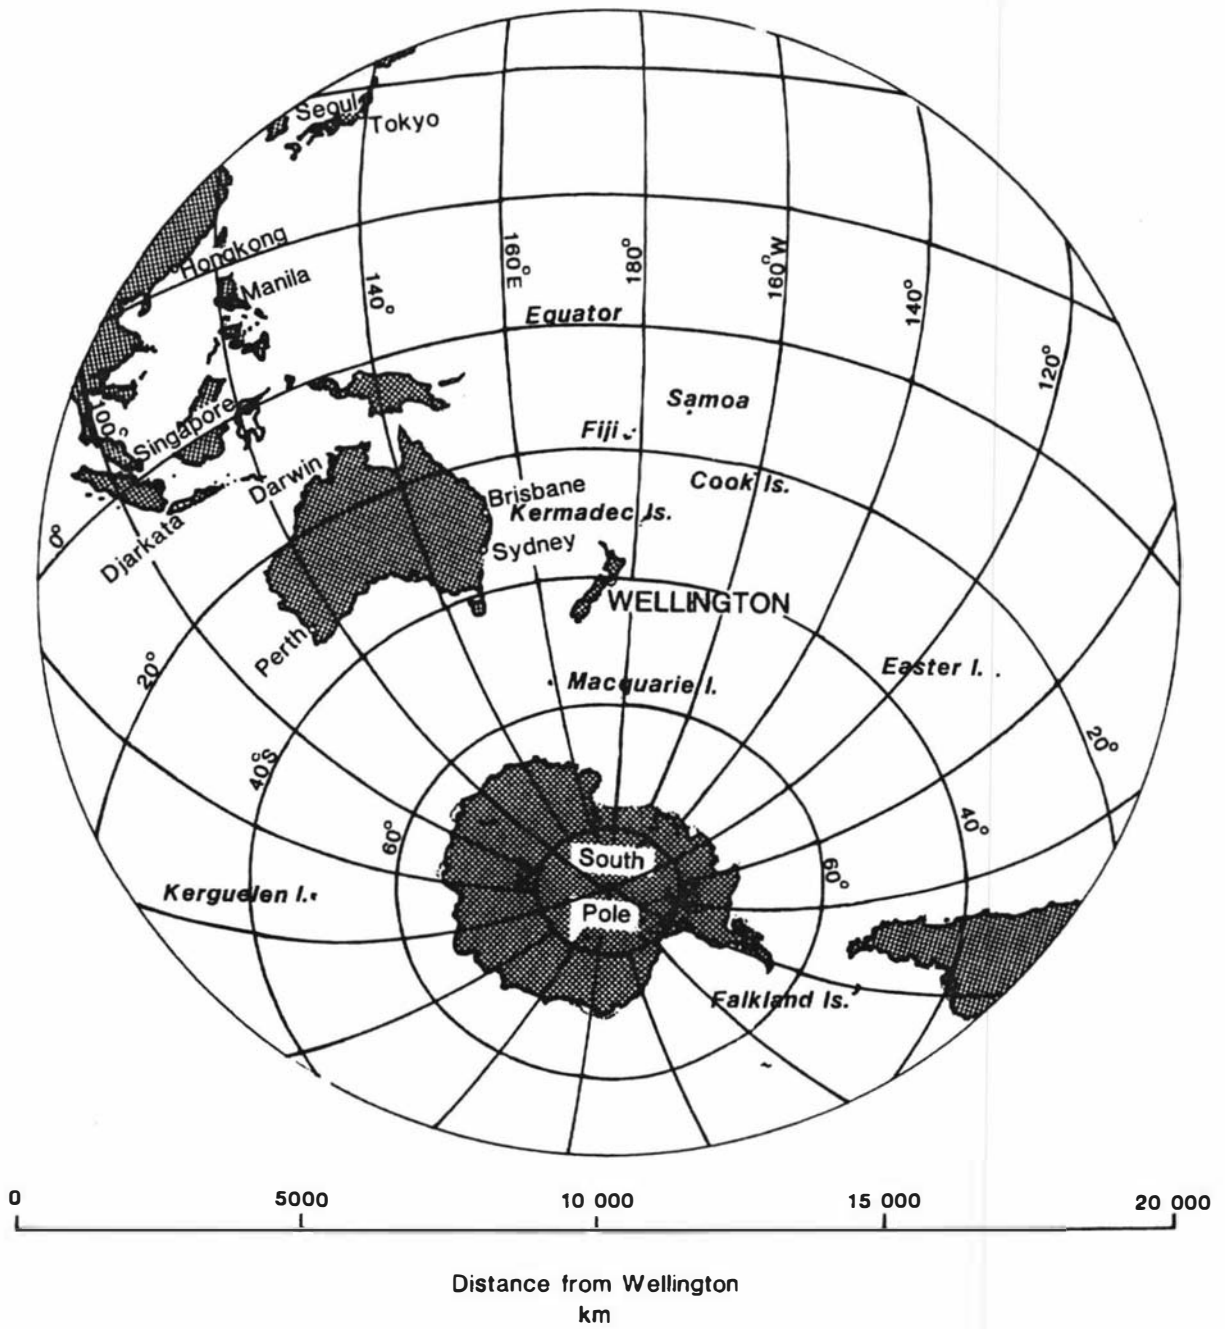 Seoul
Tokyo
Hongkong
Manila
160°E
180°
160°W
140°
140°
120°
Equator
Samoa
Fiji
100°
Singapore
Darwin
Brisbane
Cook Is.
Kermadec Is.
0°
Djarkata
Sydney
WELLINGTON
20°
Perth
Easter I.
Macquarie I.
20°
40°S
60°
40°
60°
South
Pole
Kerguelen I.
Falkland Is.
0 5000 10 000 15 000 20 000
Distance from Wellington
km